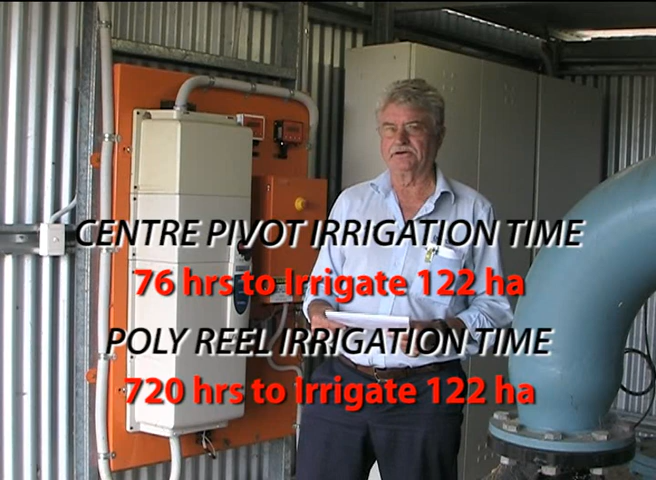 CENTRE PIVOT IRRIGATION TIME
76 hrs to Irrigate 122 ha
POLY REEL IRRIGATION TIME
720 hrs to Irrigate 122 ha